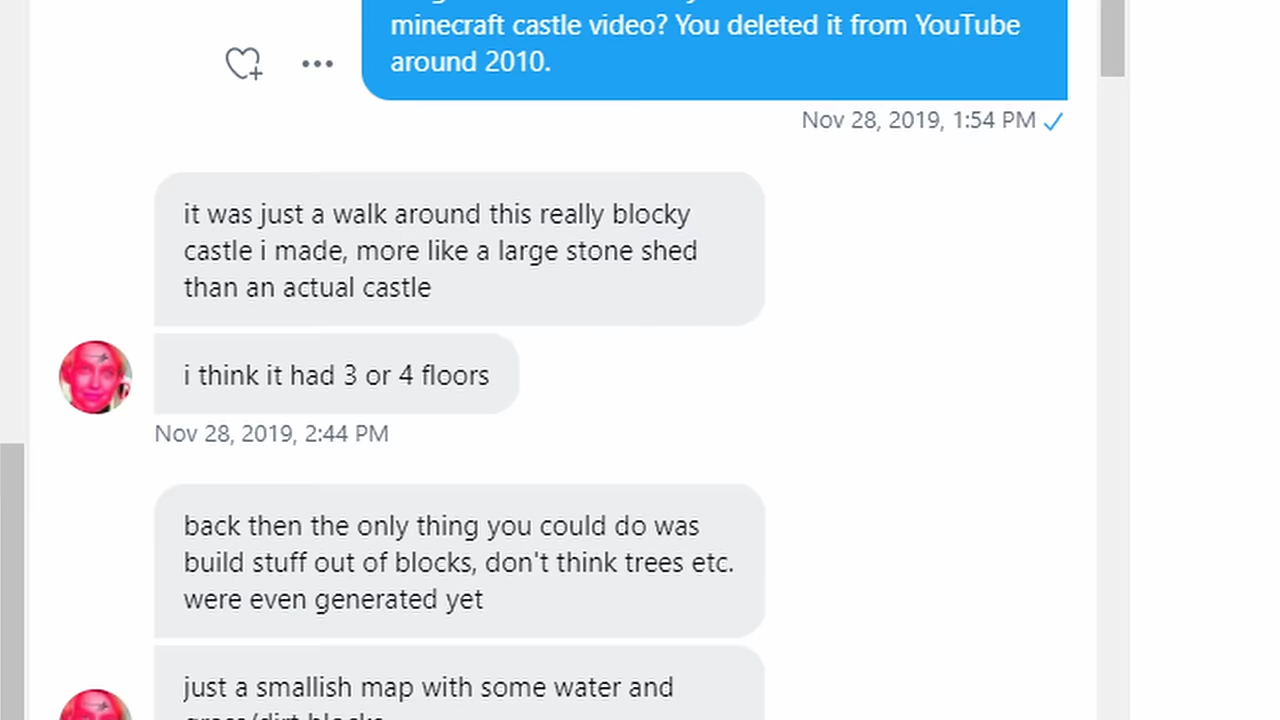 minecraft castle video? You deleted it from YouTube
around 2010.
Nov 28, 2019, 1:54 PM
it was just a walk around this really blocky
castle i made, more like a large stone shed
than an actual castle
i think it had 3 or 4 floors
Nov 28, 2019, 2:44 PM
back then the only thing you could do was
build stuff out of blocks, don't think trees etc.
were even generated yet
just a smallish map with some water and
grass/dirt blocks